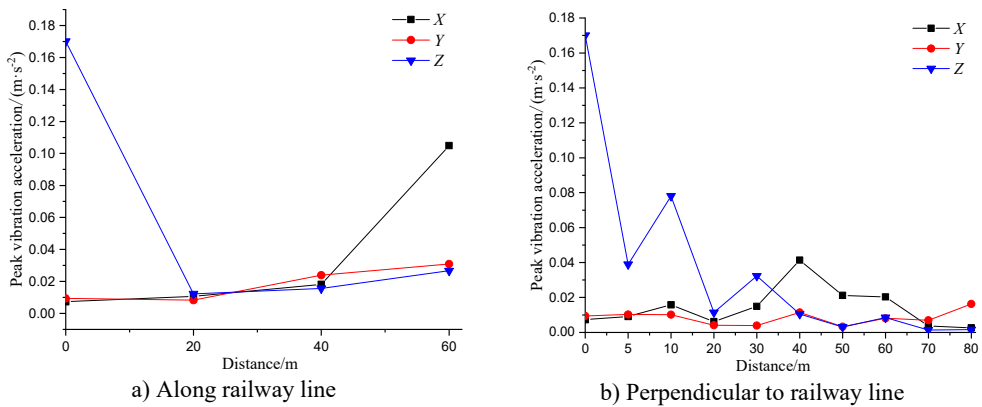 0.18
0.16
0.14
0.12
0.10
0.08
0.06
0.04
0.02
0.00
Peak vibration acceleration/ (m·s⁻²)
X
Y
Z
0 20 40 60
Distance/m
a) Along railway line
0.18
0.16
0.14
0.12
0.10
0.08
0.06
0.04
0.02
0.00
Peak vibration acceleration/ (m·s⁻²)
X
Y
Z
0 5 10 20 30 40 50 60 70 80
Distance/m
b) Perpendicular to railway line